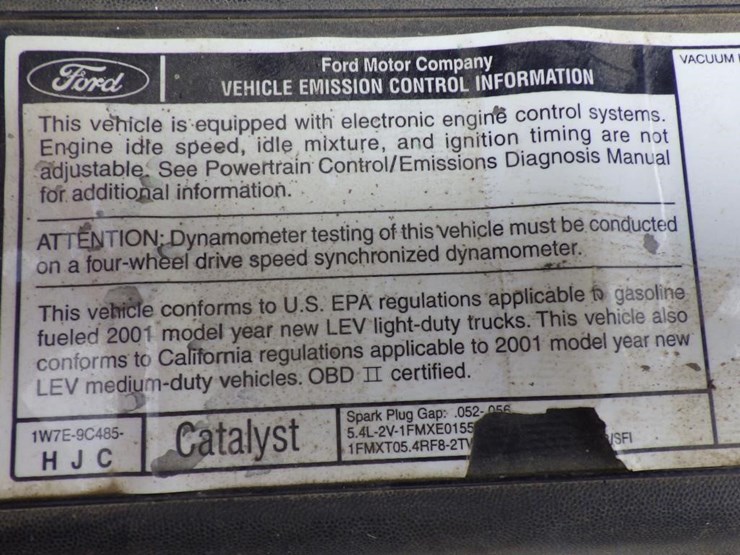 Ford
Ford Motor Company
VEHICLE EMISSION CONTROL INFORMATION
VACUUM
This vehicle is equipped with electronic engine control systems.
Engine idle speed, idle mixture, and ignition timing are not
adjustable. See Powertrain Control/Emissions Diagnosis Manual
for additional information.
ATTENTION: Dynamometer testing of this vehicle must be conducted
on a four-wheel drive speed synchronized dynamometer.
This vehicle conforms to U.S. EPA regulations applicable to gasoline
fueled 2001 model year new LEV light-duty trucks. This vehicle also
conforms to California regulations applicable to 2001 model year new
LEV medium-duty vehicles. OBD II certified.
1W7E-9C485-
H J C
Catalyst
Spark Plug Gap: .052-.056
5.4L-2V-1FMXE0155
1FMXT05.4RF8-2TW /SFI